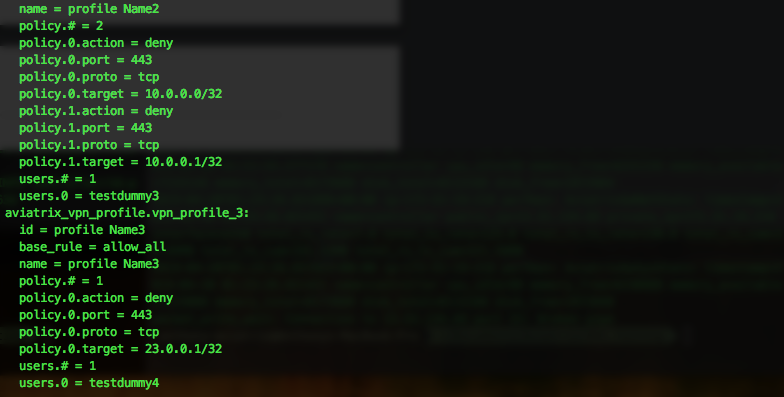 name = profile Name2
policy.# = 2
policy.0.action = deny
policy.0.port = 443
policy.0.proto = tcp
policy.0.target = 10.0.0.0/32
policy.1.action = deny
policy.1.port = 443
policy.1.proto = tcp
policy.1.target = 10.0.0.1/32
users.# = 1
users.0 = testdummy3
aviatrix_vpn_profile.vpn_profile_3:
id = profile Name3
base_rule = allow_all
name = profile Name3
policy.# = 1
policy.0.action = deny
policy.0.port = 443
policy.0.proto = tcp
policy.0.target = 23.0.0.1/32
users.# = 1
users.0 = testdummy4